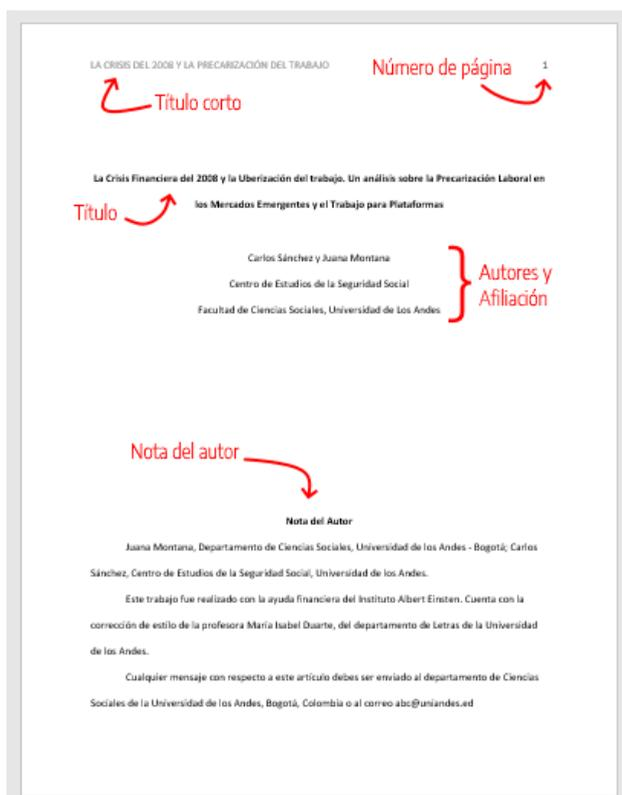 LA CRISIS DEL 2008 Y LA PRECARIZACIÓN DEL TRABAJO
Número de página
1
Título corto
La Crisis Financiera del 2008 y la Uberización del trabajo. Un análisis sobre la Precarización Laboral en
los Mercados Emergentes y el Trabajo para Plataformas
Título
Carlos Sánchez y Juana Montana
Centro de Estudios de la Seguridad Social
Facultad de Ciencias Sociales, Universidad de Los Andes
Autores y
Afiliación
Nota del autor
Nota del Autor
Juana Montana, Departamento de Ciencias Sociales, Universidad de los Andes - Bogotá; Carlos
Sánchez, Centro de Estudios de la Seguridad Social, Universidad de los Andes.
Este trabajo fue realizado con la ayuda financiera del Instituto Albert Einsten. Cuenta con la
corrección de estilo de la profesora María Isabel Duarte, del departamento de Letras de la Universidad
de los Andes.
Cualquier mensaje con respecto a este artículo debes ser enviado al departamento de Ciencias
Sociales de la Universidad de los Andes, Bogotá, Colombia o al correo abc@uniandes.ed